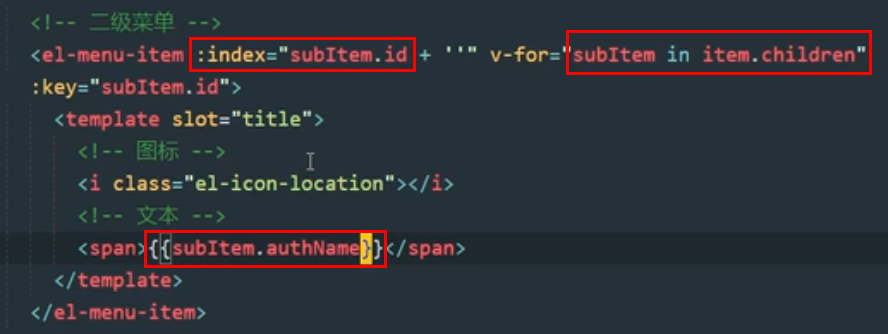 <!-- 二级菜单 -->
<el-menu-item :index="subItem.id + ''" v-for="subItem in item.children"
:key="subItem.id">
<template slot="title">
<!-- 图标 -->
<i class="el-icon-location"></i>
<!-- 文本 -->
<span>{{subItem.authName}}</span>
</template>
</el-menu-item>